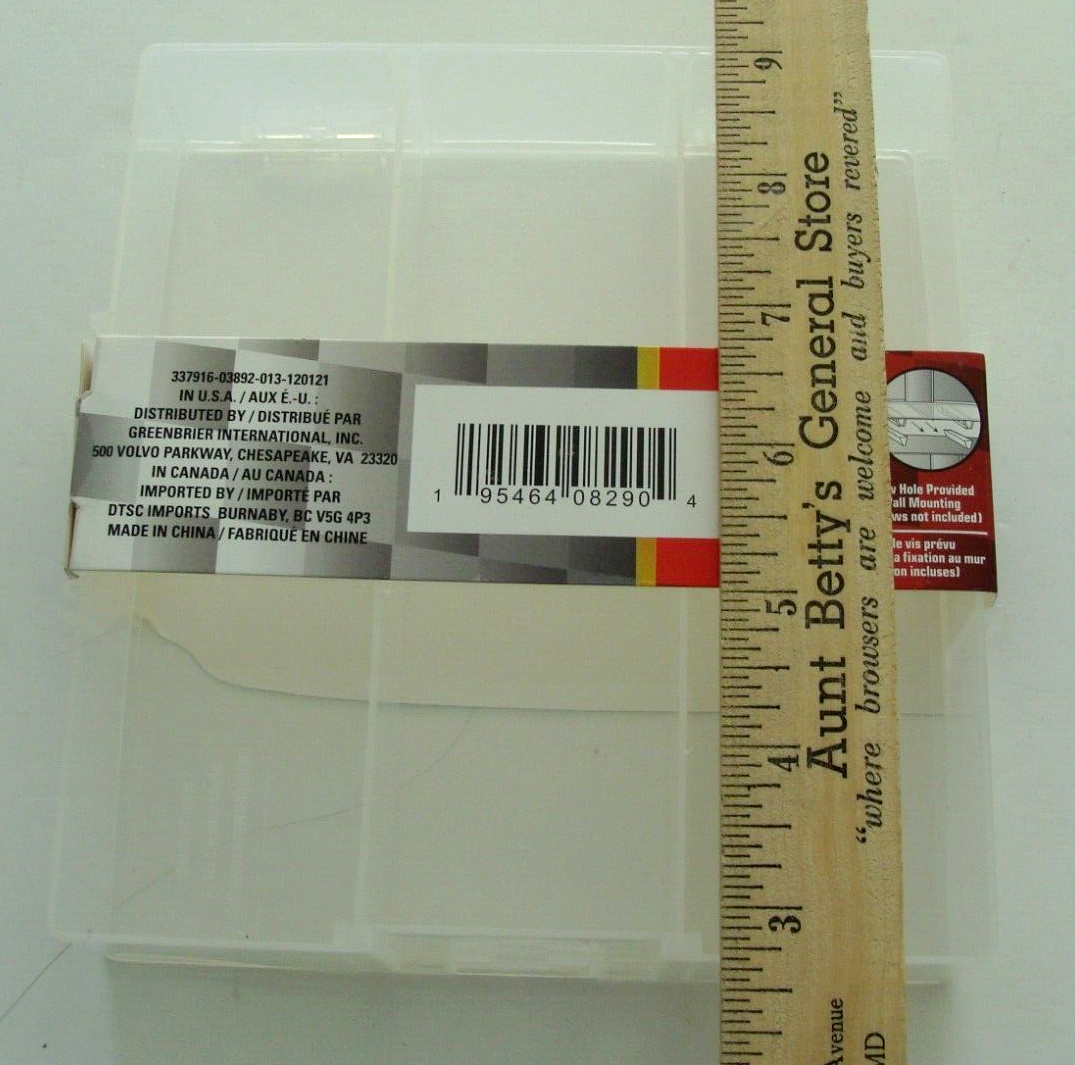 337916-03892-013-120121
IN U.S.A. / AUX É.-U. :
DISTRIBUTED BY / DISTRIBUÉ PAR
GREENBRIER INTERNATIONAL, INC.
500 VOLVO PARKWAY, CHESAPEAKE, VA 23320
IN CANADA / AU CANADA :
IMPORTED BY / IMPORTÉ PAR
DTSC IMPORTS BURNABY, BC V5G 4P3
MADE IN CHINA / FABRIQUÉ EN CHINE
1 95464 08290 4
9
8
7
6
5
4
3
Aunt Betty's General Store
“where browsers are welcome and buyers revered”
Avenue
MD
w Hole Provided
all Mounting
ws not included)
le vis prévu
a fixation au mur
on incluses)